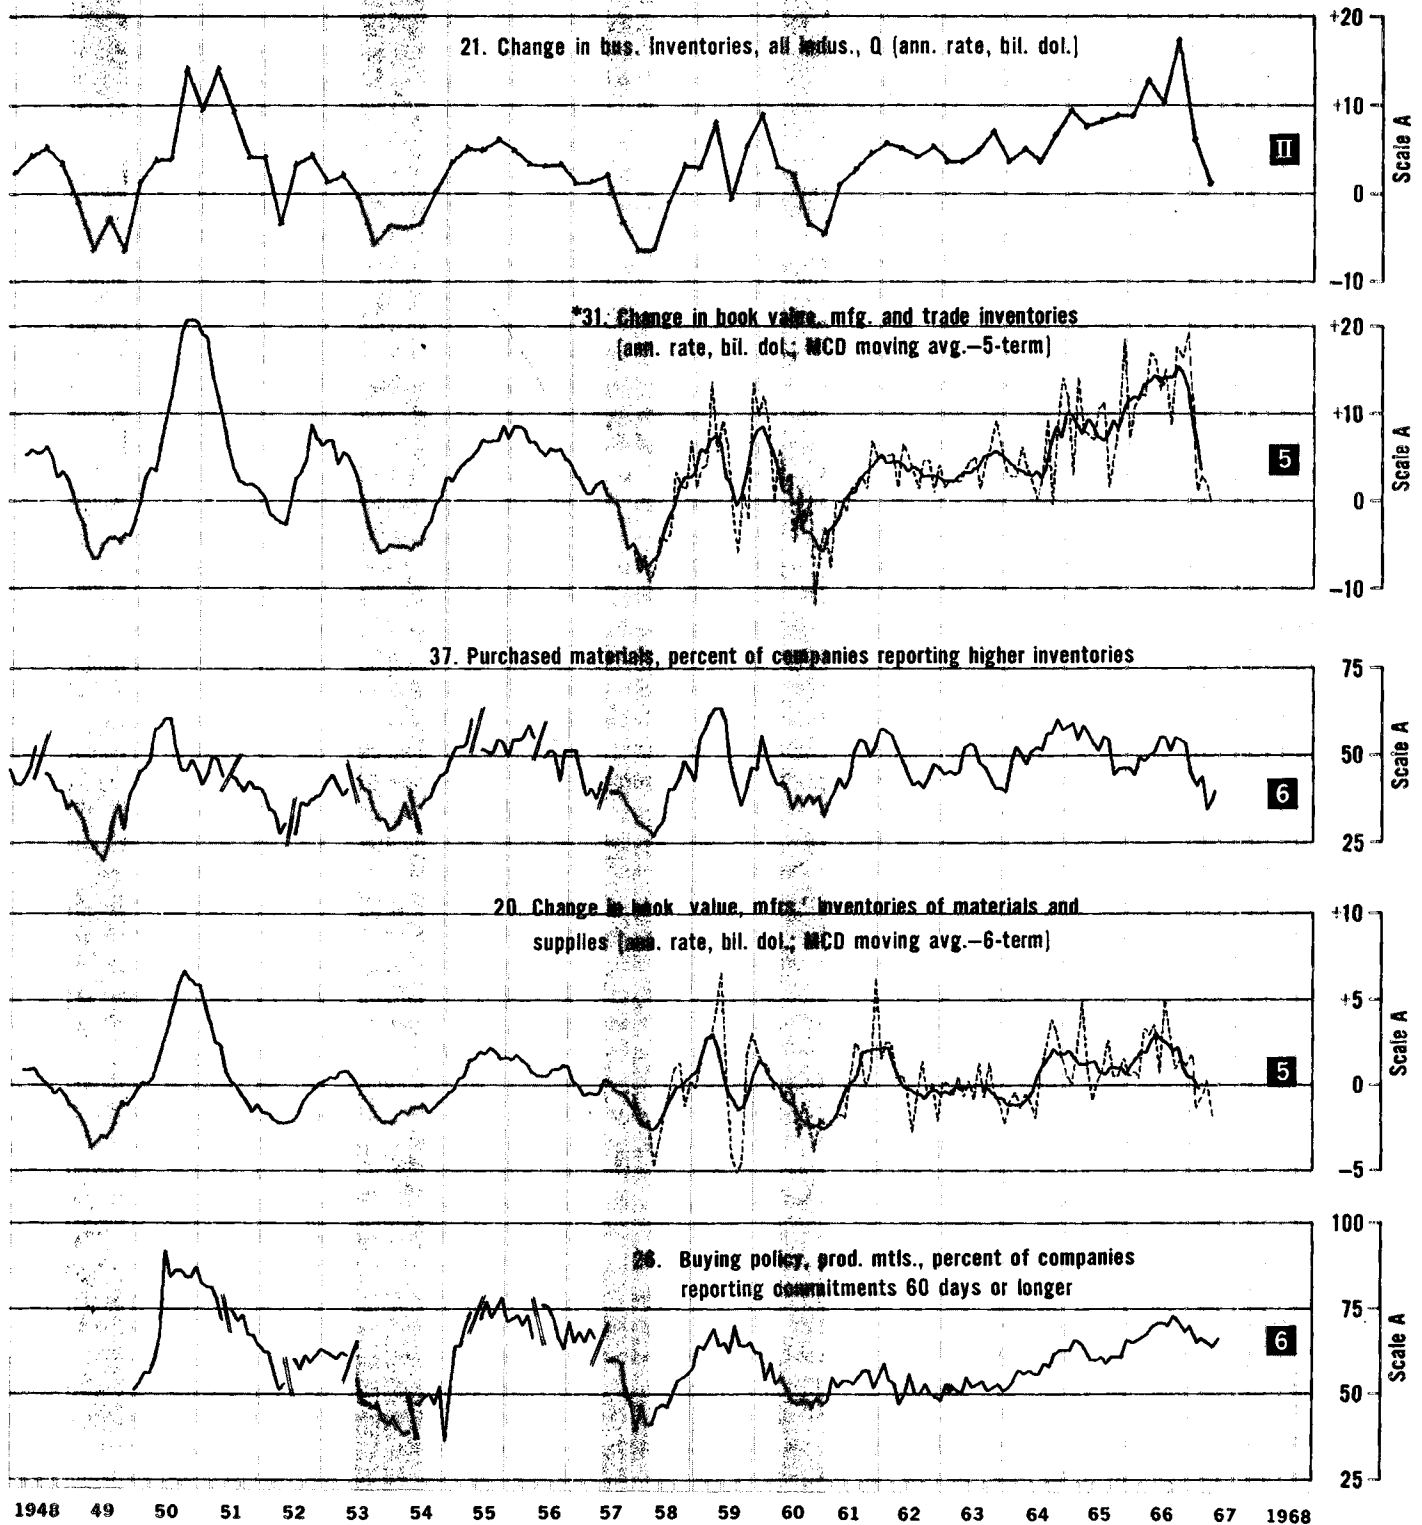 +20
21. Change in bus. Inventories, all indus., Q (ann. rate, bil. dol.)
+10
II
0
Scale A
-10
*31. Change in book value, mfg. and trade inventories
+20
(ann. rate, bil. dol.; MCD moving avg.—5-term)
+10
5
0
Scale A
-10
37. Purchased materials, percent of companies reporting higher inventories
75
50
6
Scale A
25
20. Change in book value, mfrs.' inventories of materials and
+10
supplies (ann. rate, bil. dol.; MCD moving avg.—6-term)
+5
5
0
Scale A
-5
100
26. Buying policy, prod. mtls., percent of companies
reporting commitments 60 days or longer
75
6
50
Scale A
25
1948 49 50 51 52 53 54 55 56 57 58 59 60 61 62 63 64 65 66 67 1968